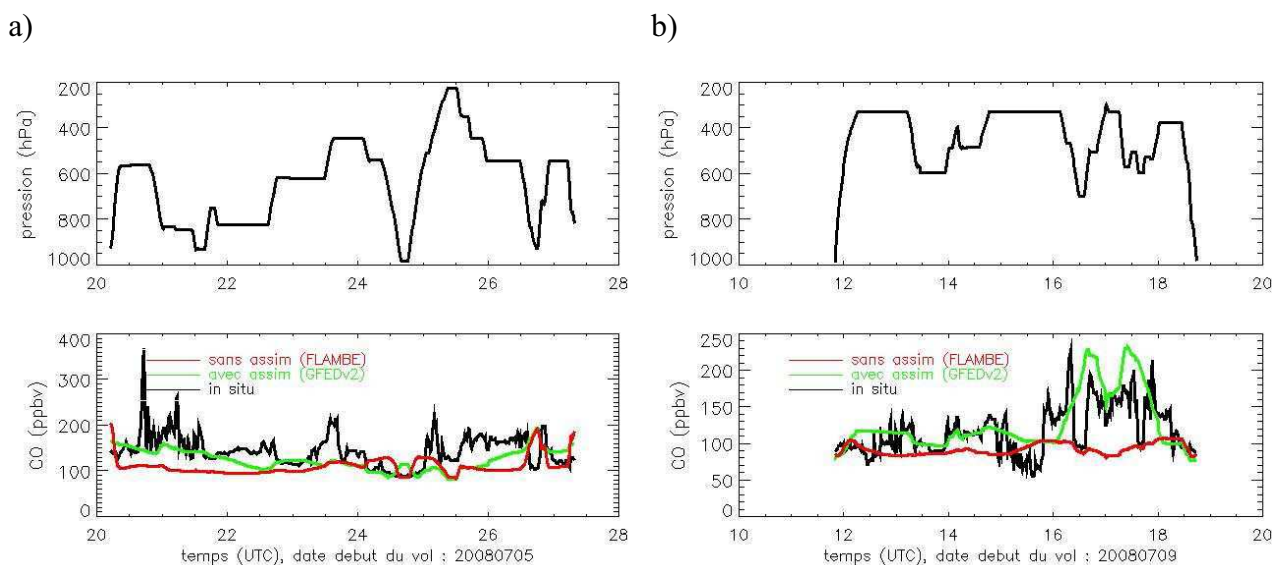 a)
b)
200
400
600
800
1000
pression (hPa)
20 22 24 26 28
200
400
600
800
1000
pression (hPa)
10 12 14 16 18 20
400
300
200
100
0
CO (ppbv)
sans assim (FLAMBE)
avec assim (GFEDv2)
in situ
20 22 24 26 28
temps (UTC), date debut du vol : 20080705
250
200
150
100
50
0
CO (ppbv)
sans assim (FLAMBE)
avec assim (GFEDv2)
in situ
10 12 14 16 18 20
temps (UTC), date debut du vol : 20080709